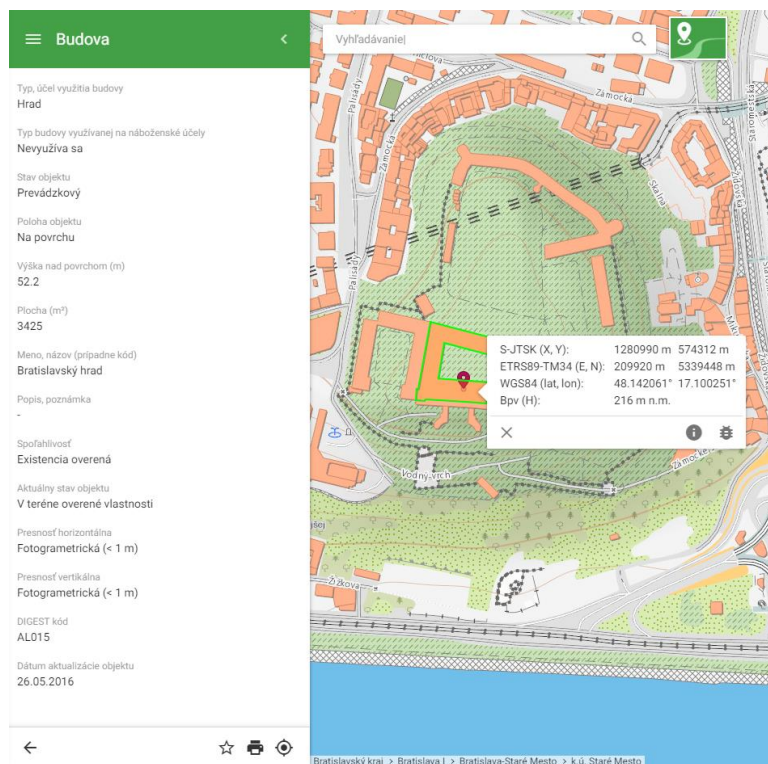 Budova
Typ, účel využitia budovy
Hrad
Typ budovy využívanej na náboženské účely
Nevyužíva sa
Stav objektu
Prevádzkový
Poloha objektu
Na povrchu
Výška nad povrchom (m)
52.2
Plocha (m²)
3425
Meno, názov (prípadne kód)
Bratislavský hrad
Popis, poznámka
-
Spoľahlivosť
Existencia overená
Aktuálny stav objektu
V teréne overené vlastnosti
Presnosť horizontálna
Fotogrametrická (< 1 m)
Presnosť vertikálna
Fotogrametrická (< 1 m)
DIGEST kód
AL015
Dátum aktualizácie objektu
26.05.2016
Vyhľadávanie
Zámocká
Staromestská
Palisády
Zámocká
Skalná
Židovská
Palisády
S-JTSK (X, Y): 1280990 m 574312 m
ETRS89-TM34 (E, N): 209920 m 5339448 m
WGS84 (lat, lon): 48.142061° 17.100251°
Bpv (H): 216 m n.m.
Vodný vrch
Žižkova
Bratislavský kraj > Bratislava I > Bratislava-Staré Mesto > k.ú. Staré Mesto